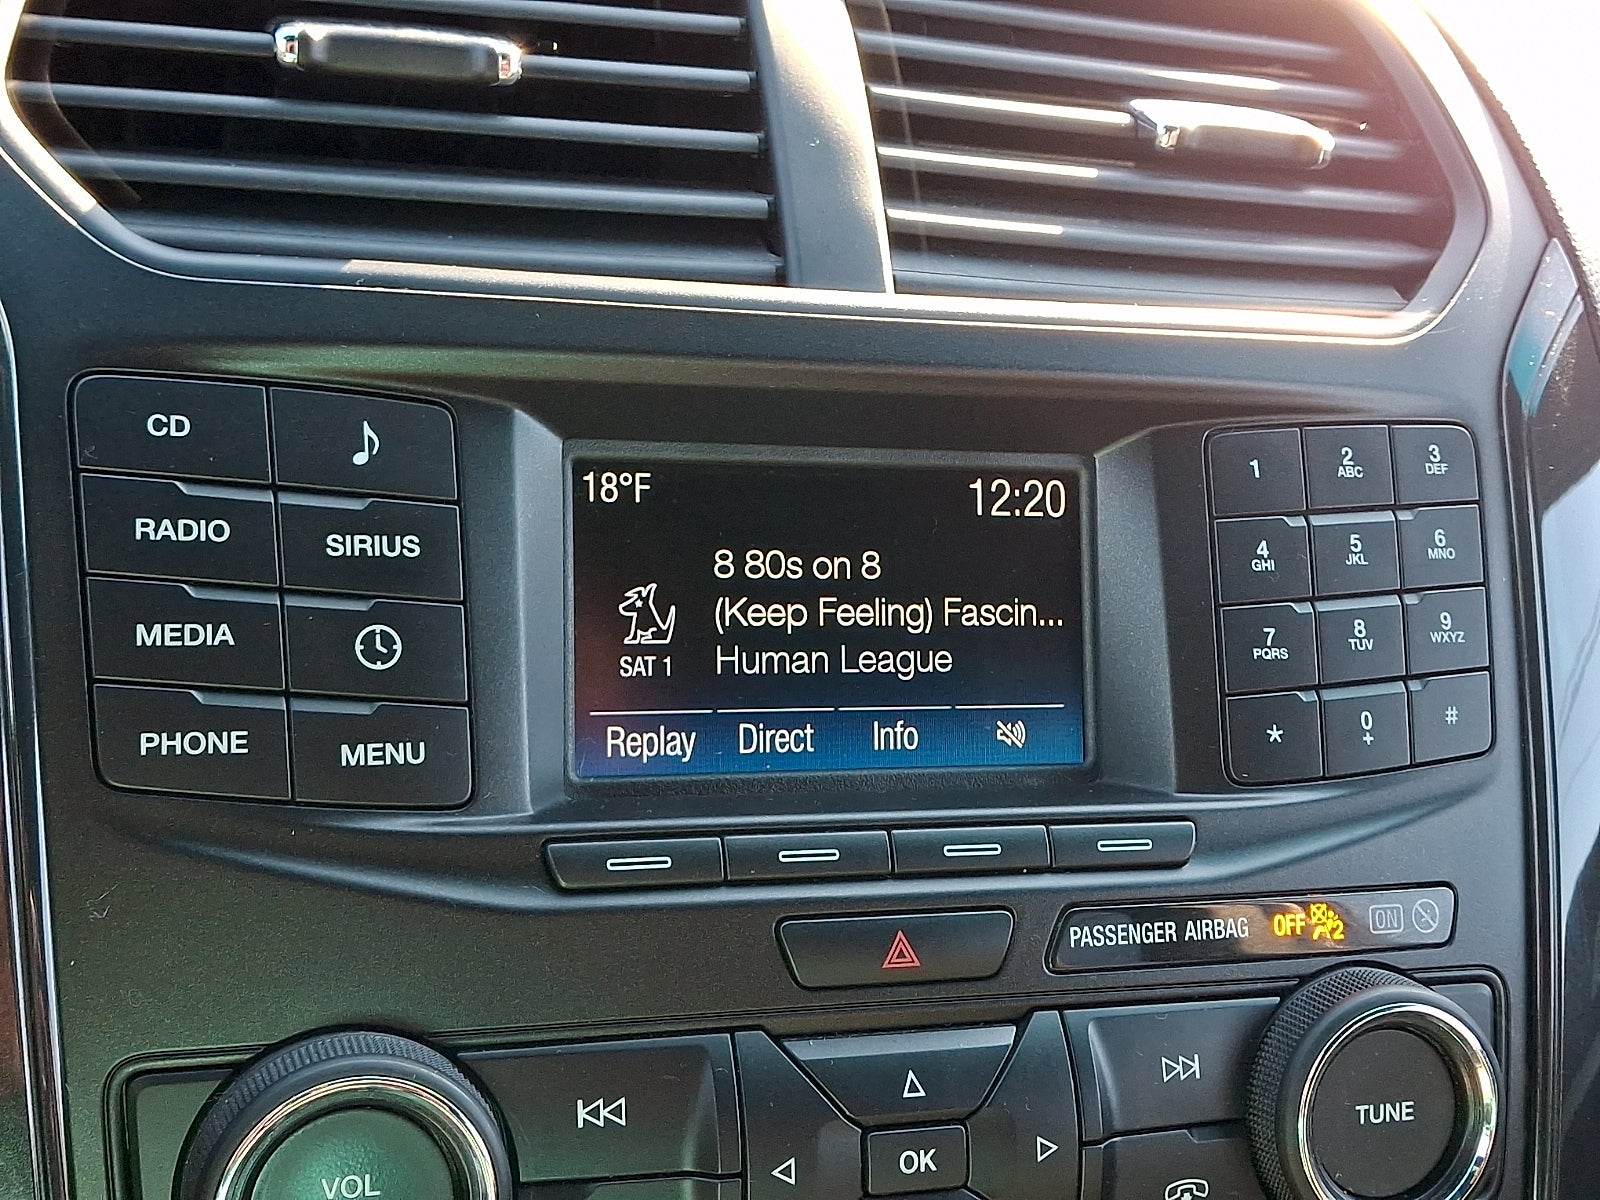 CD
RADIO
SIRIUS
MEDIA
PHONE
MENU
18°F
12:20
8 80s on 8
(Keep Feeling) Fascin...
SAT 1
Human League
Replay
Direct
Info
1
2
ABC
3
DEF
4
GHI
5
JKL
6
MNO
7
PQRS
8
TUV
9
WXYZ
*
0
+
#
PASSENGER AIRBAG
OFF
2
ON
VOL
OK
TUNE